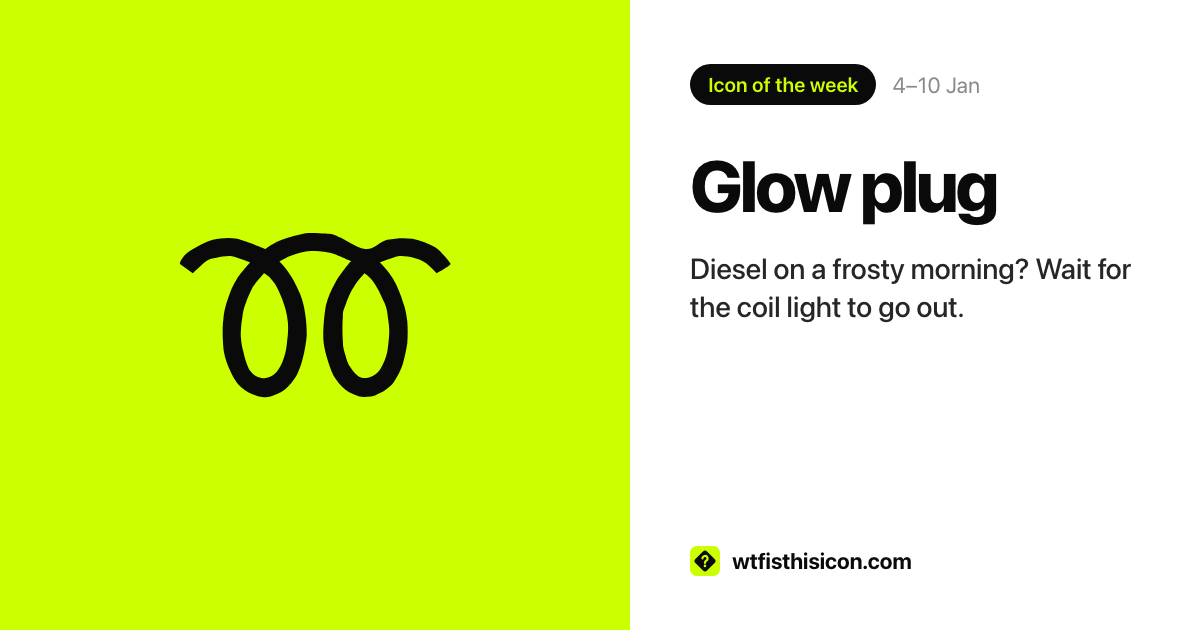 Icon of the week
4–10 Jan
Glow plug
Diesel on a frosty morning? Wait for
the coil light to go out.
?
wtfisthisicon.com